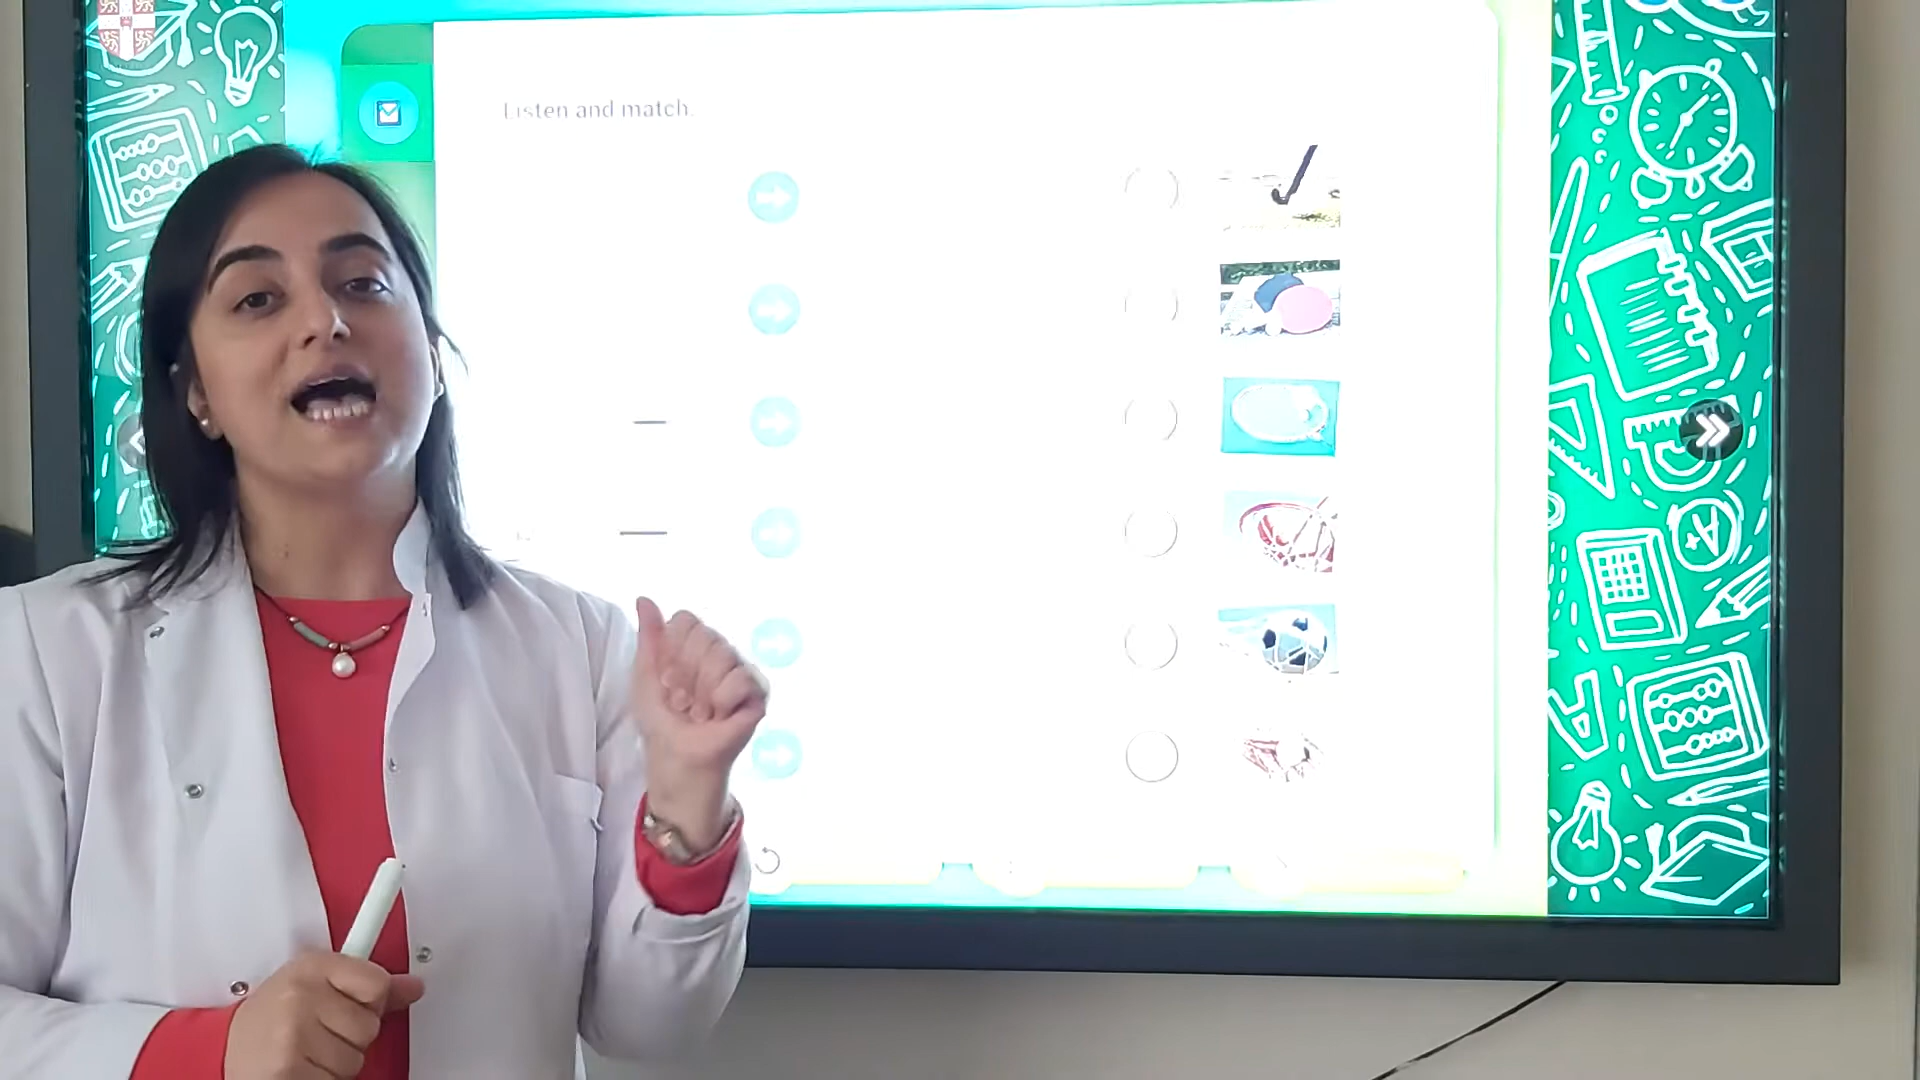 Listen and match.